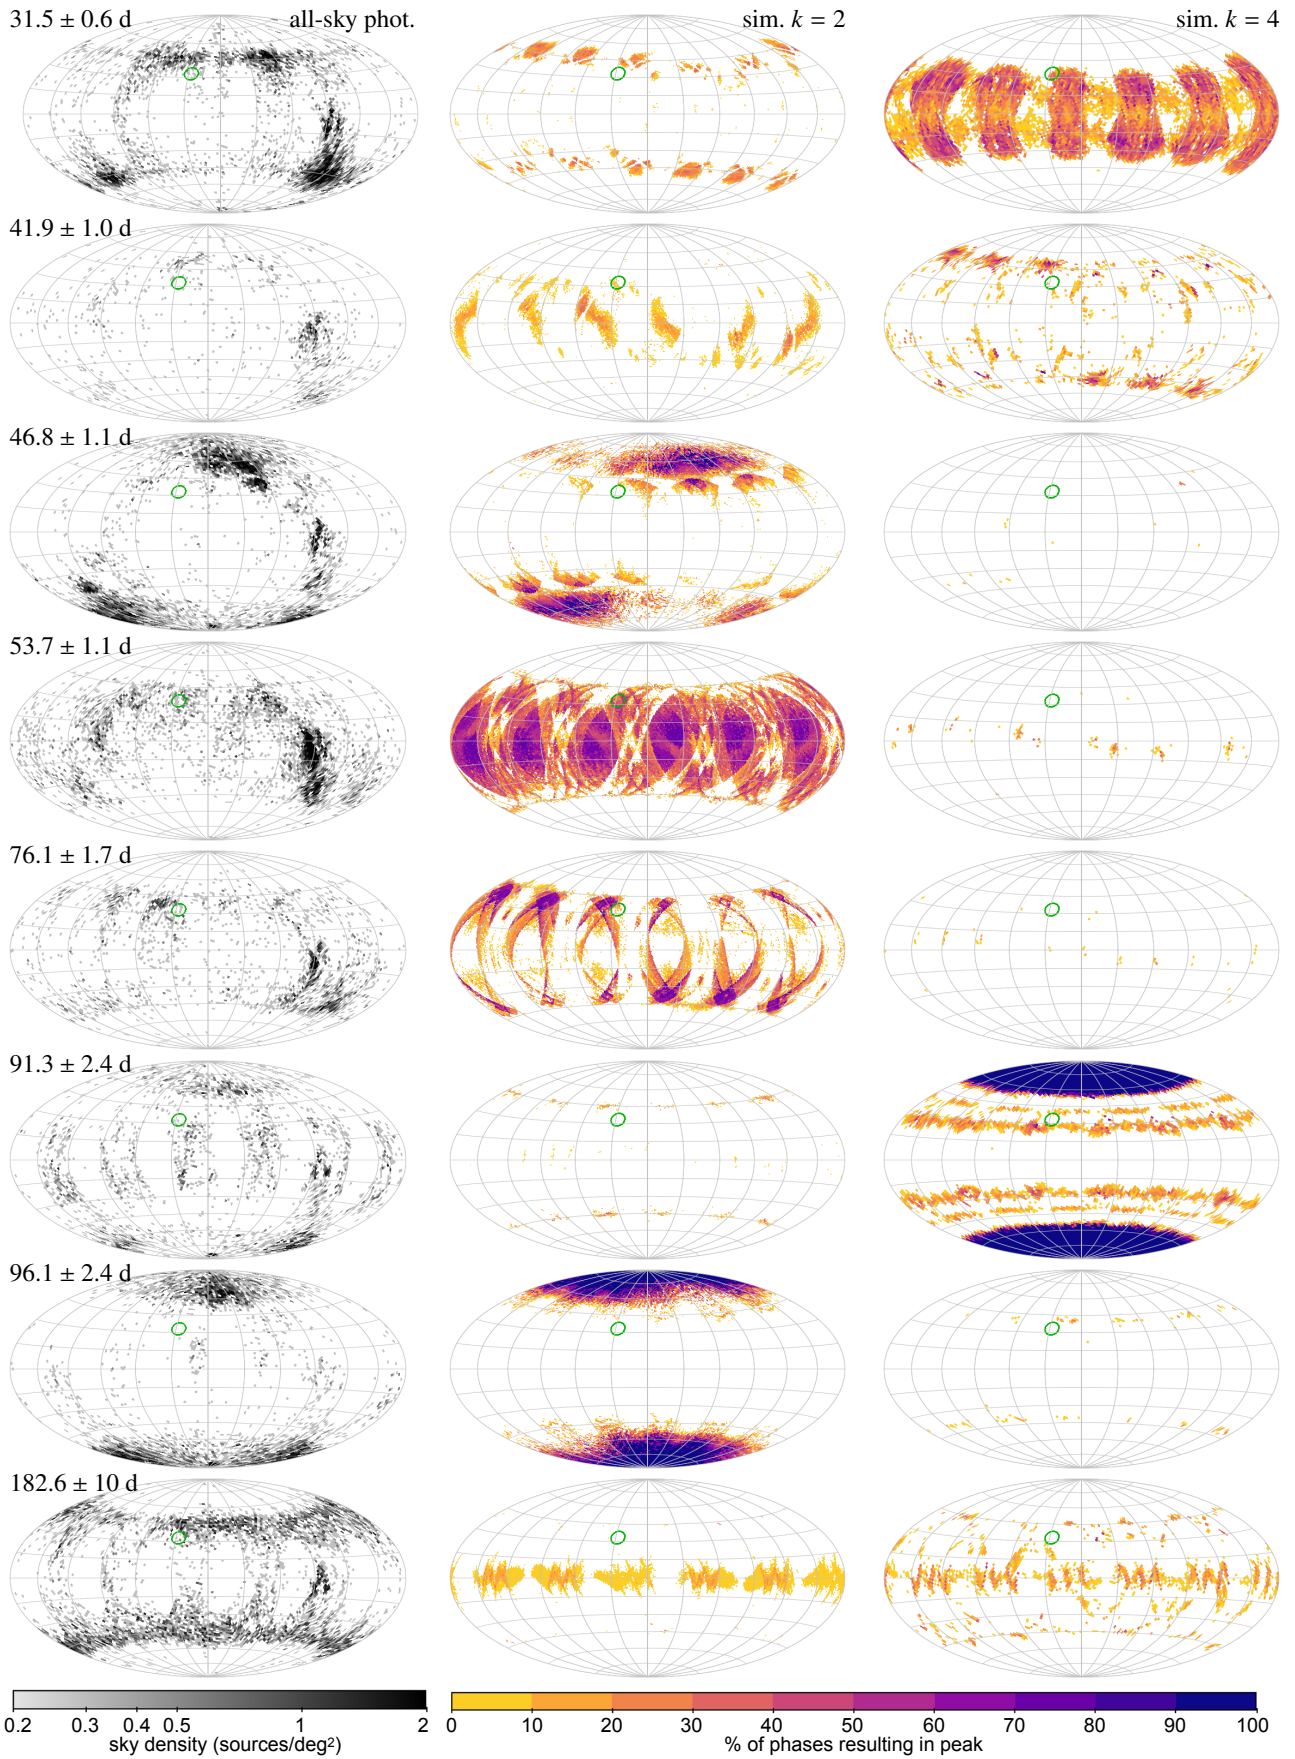 31.5 ± 0.6 d all-sky phot. sim. k = 2 sim. k = 4
41.9 ± 1.0 d
46.8 ± 1.1 d
53.7 ± 1.1 d
76.1 ± 1.7 d
91.3 ± 2.4 d
96.1 ± 2.4 d
182.6 ± 10 d
0.2 0.3 0.4 0.5 1 2 0 10 20 30 40 50 60 70 80 90 100
sky density (sources/deg²) % of phases resulting in peak